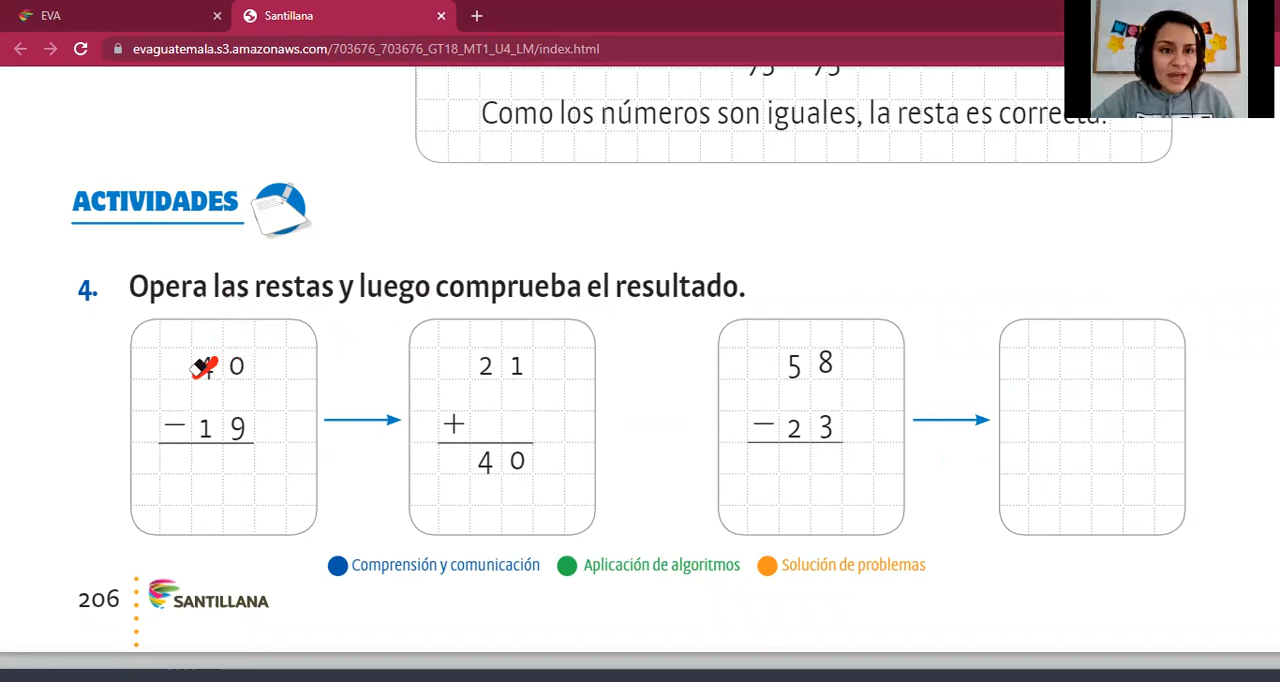 EVA
Santillana
evaguatemala.s3.amazonaws.com/703676_703676_GT18_MT1_U4_LM/index.html
Como los números son iguales, la resta es correcta.
ACTIVIDADES
4. Opera las restas y luego comprueba el resultado.
4 0 2 1 5 8
− 1 9 + − 2 3
4 0
Comprensión y comunicación Aplicación de algoritmos Solución de problemas
206 SANTILLANA